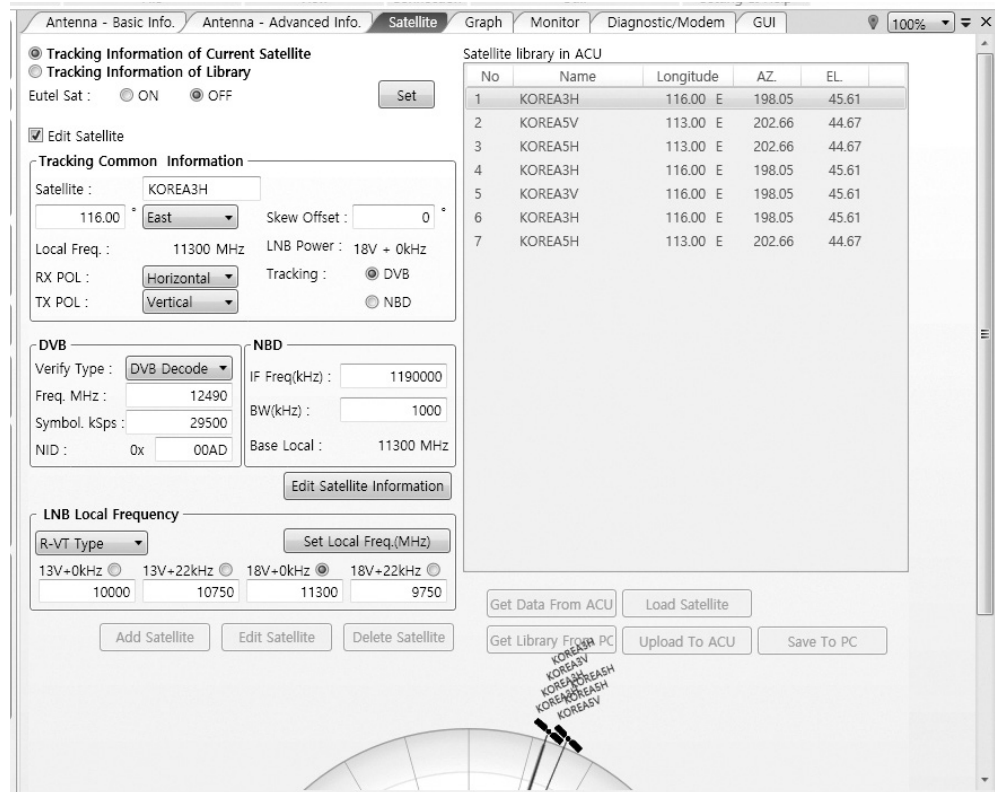 Antenna - Basic Info. Antenna - Advanced Info. Satellite Graph Monitor Diagnostic/Modem GUI 100%
Tracking Information of Current Satellite
Tracking Information of Library
Eutel Sat : ON OFF Set
Edit Satellite
Tracking Common Information
Satellite : KOREA3H
116.00 ° East Skew Offset : 0 °
Local Freq. : 11300 MHz LNB Power : 18V + 0kHz
RX POL : Horizontal Tracking : DVB
TX POL : Vertical NBD
DVB
Verify Type : DVB Decode
Freq. MHz : 12490
Symbol. kSps : 29500
NID : 0x 00AD
NBD
IF Freq(kHz) : 1190000
BW(kHz) : 1000
Base Local : 11300 MHz
Edit Satellite Information
LNB Local Frequency
R-VT Type Set Local Freq.(MHz)
13V+0kHz 13V+22kHz 18V+0kHz 18V+22kHz
10000 10750 11300 9750
Add Satellite Edit Satellite Delete Satellite
Satellite library in ACU
No Name Longitude AZ. EL.
1 KOREA3H 116.00 E 198.05 45.61
2 KOREA5V 113.00 E 202.66 44.67
3 KOREA5H 113.00 E 202.66 44.67
4 KOREA3H 116.00 E 198.05 45.61
5 KOREA3V 116.00 E 198.05 45.61
6 KOREA3H 116.00 E 198.05 45.61
7 KOREA5H 113.00 E 202.66 44.67
Get Data From ACU Load Satellite
Get Library From PC Upload To ACU Save To PC
KOREA3H
KOREA3V
KOREA3H
KOREA5H
KOREA3H
KOREA5H
KOREA5V